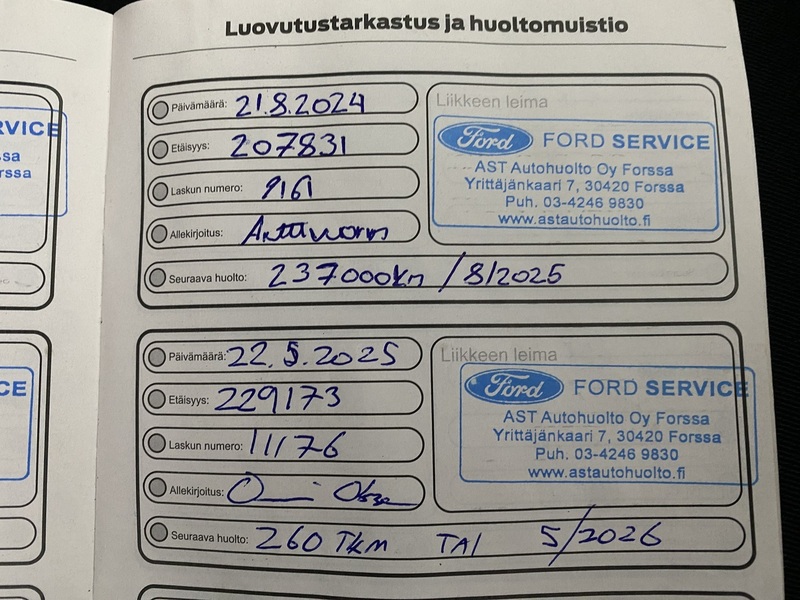 Luovutustarkastus ja huoltomuistio
Päivämäärä: 21.8.2024
Etäisyys: 207831
Laskun numero:
Allekirjoitus:
Seuraava huolto: 237000km / 8/2025
Liikkeen leima
Ford FORD SERVICE
AST Autohuolto Oy Forssa
Yrittäjänkaari 7, 30420 Forssa
Puh. 03-4246 9830
www.astautohuolto.fi
Päivämäärä: 22.5.2025
Etäisyys: 229173
Laskun numero: 11176
Allekirjoitus:
Seuraava huolto: 260 TKM TAI 5/2026
Liikkeen leima
Ford FORD SERVICE
AST Autohuolto Oy Forssa
Yrittäjänkaari 7, 30420 Forssa
Puh. 03-4246 9830
www.astautohuolto.fi